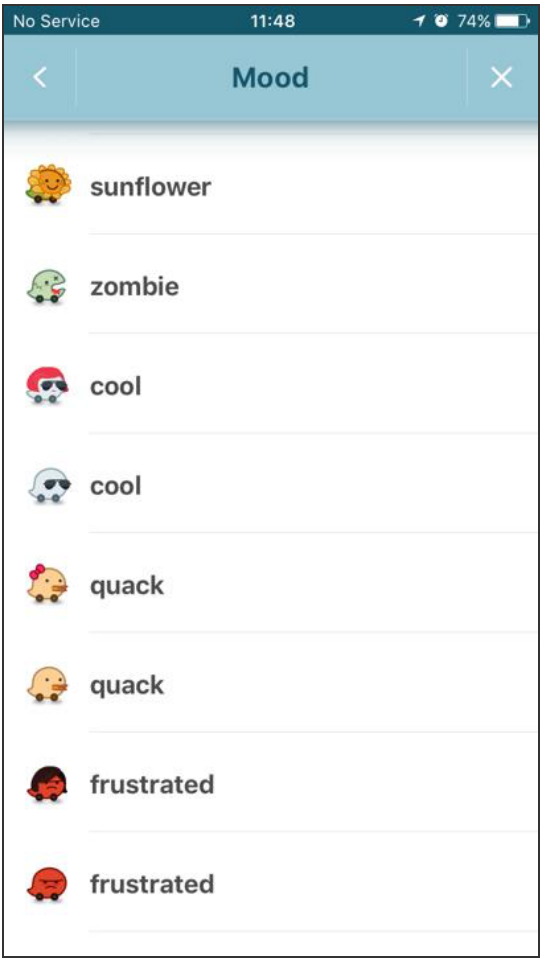 No Service 11:48 74%
Mood
sunflower
zombie
cool
cool
quack
quack
frustrated
frustrated